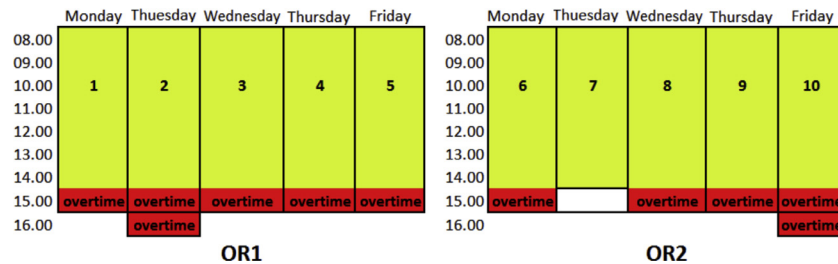 Monday Thuesday Wednesday Thursday Friday
08.00
09.00
10.00 1 2 3 4 5
11.00
12.00
13.00
14.00
15.00 overtime overtime overtime overtime overtime
16.00 overtime
OR1
Monday Thuesday Wednesday Thursday Friday
08.00
09.00
10.00 6 7 8 9 10
11.00
12.00
13.00
14.00
15.00 overtime overtime overtime overtime
16.00 overtime
OR2